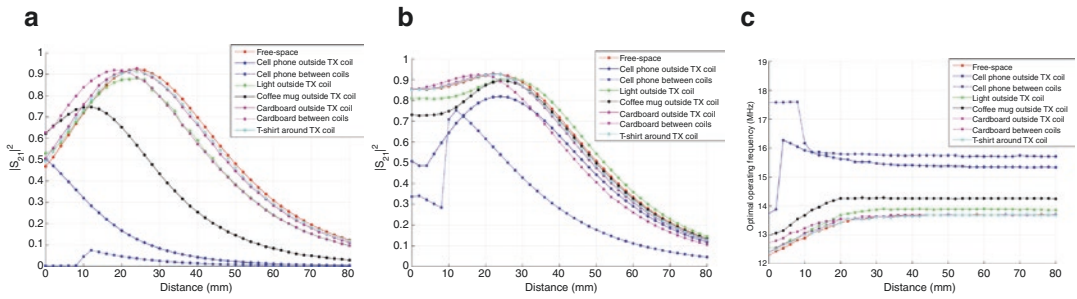 a
|S21|2
1
0.9
0.8
0.7
0.6
0.5
0.4
0.3
0.2
0.1
0
0 10 20 30 40 50 60 70 80
Distance (mm)
Free-space
Cell phone outside TX coil
Cell phone between coils
Light outside TX coil
Coffee mug outside TX coil
Cardboard outside TX coil
Cardboard between coils
T-shirt around TX coil
b
|S21|2
1
0.9
0.8
0.7
0.6
0.5
0.4
0.3
0.2
0.1
0
0 10 20 30 40 50 60 70 80
Distance (mm)
Free-space
Cell phone outside TX coil
Cell phone between coils
Light outside TX coil
Coffee mug outside TX coil
Cardboard outside TX coil
Cardboard between coils
T-shirt around TX coil
c
Optimal operating frequency (MHz)
19
18
17
16
15
14
13
12
0 10 20 30 40 50 60 70 80
Distance (mm)
Free-space
Cell phone outside TX coil
Cell phone between coils
Light outside TX coil
Coffee mug outside TX coil
Cardboard outside TX coil
Cardboard between coils
T-shirt around TX coil